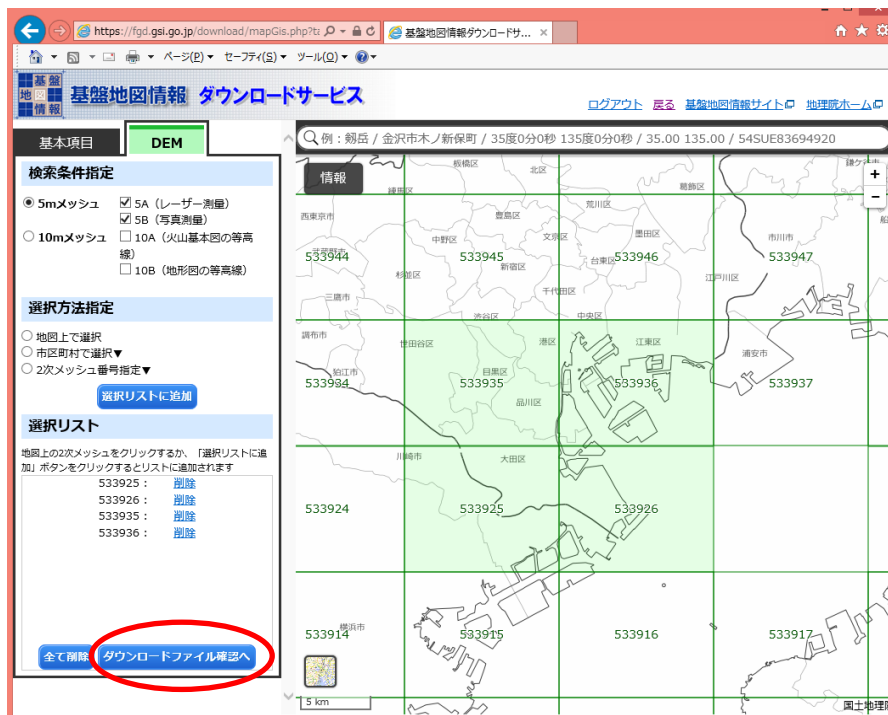 https://fgd.gsi.go.jp/download/mapGis.php?ta
基盤地図情報ダウンロードサ...
ページ(P) セーフティ(S) ツール(O)
基盤
地図
情報
基盤地図情報 ダウンロードサービス
ログアウト 戻る 基盤地図情報サイト 地理院ホーム
基本項目
DEM
検索条件指定
5mメッシュ
5A（レーザー測量）
5B（写真測量）
10mメッシュ
10A（火山基本図の等高
線）
10B（地形図の等高線）
選択方法指定
地図上で選択
市区町村で選択▼
2次メッシュ番号指定▼
選択リストに追加
選択リスト
地図上の2次メッシュをクリックするか、「選択リストに追
加」ボタンをクリックするとリストに追加されます
533925： 削除
533926： 削除
533935： 削除
533936： 削除
全て削除 ダウンロードファイル確認へ
例：剱岳 / 金沢市木ノ新保町 / 35度0分0秒 135度0分0秒 / 35.00 135.00 / 54SUE83694920
情報
+
−
板橋区
北区
練馬区
葛飾区
西東京市
豊島区
荒川区
中野区
文京区
墨田区
市川市
533944
533945
台東区
533946
533947
新宿区
杉並区
江戸川区
三鷹市
千代田区
渋谷区
中央区
調布市
世田谷区
港区
江東区
浦安市
狛江市
目黒区
533934
533935
533936
533937
品川区
川崎市
大田区
533924
533925
533926
横浜市
533914
533915
533916
533917
5 km
国土地理院